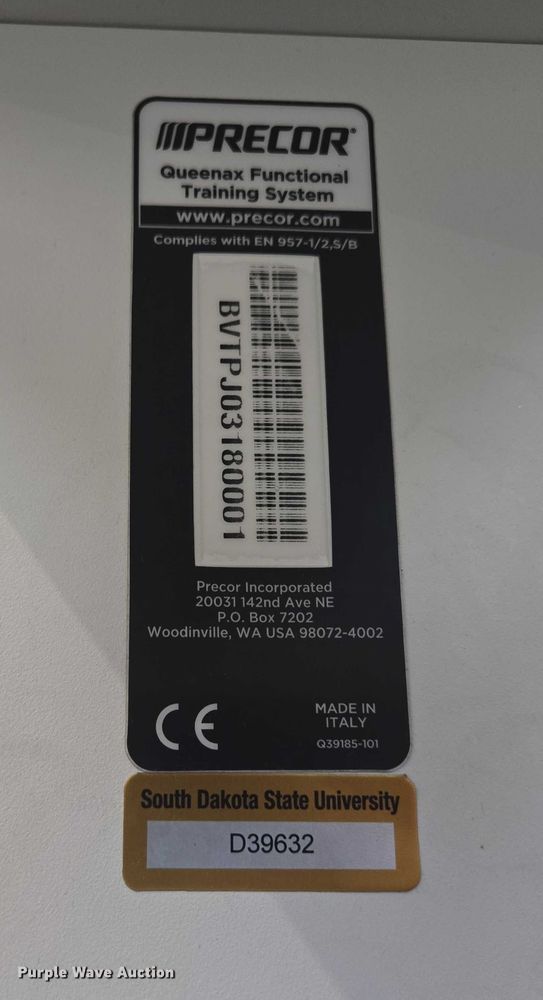 PRECOR®
Queenax Functional
Training System
www.precor.com
Complies with EN 957-1/2,S/B
BVTPJ03180001
Precor Incorporated
20031 142nd Ave NE
P.O. Box 7202
Woodinville, WA USA 98072-4002
CE
MADE IN
ITALY
Q39185-101
South Dakota State University
D39632
Purple Wave Auction